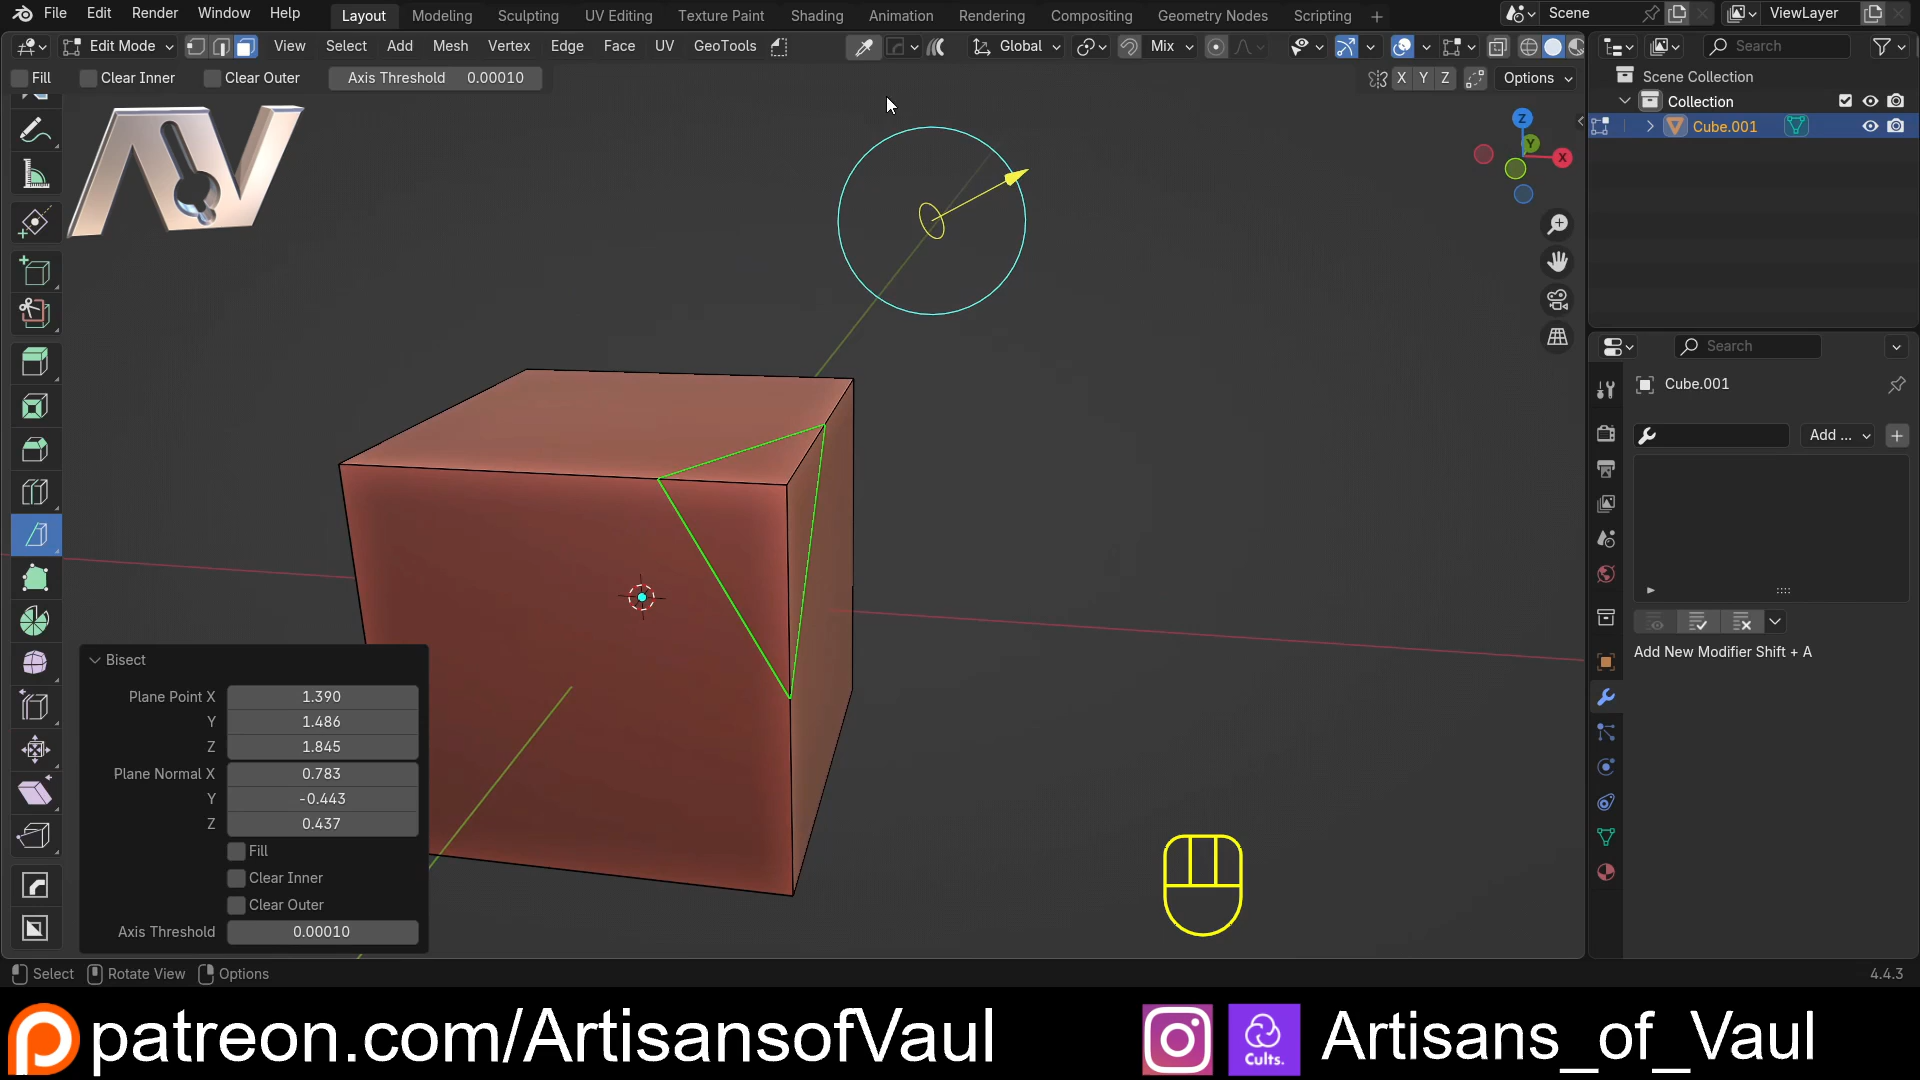 File Edit Render Window Help Layout Modeling Sculpting UV Editing Texture Paint Shading Animation Rendering Compositing Geometry Nodes Scripting + Scene ViewLayer
Edit Mode View Select Add Mesh Vertex Edge Face UV GeoTools Global Mix Search
Fill Clear Inner Clear Outer Axis Threshold 0.00010 X Y Z Options
Scene Collection
Collection
Cube.001
Z
Y
X
Search
Cube.001
Add ...
Add New Modifier Shift + A
Bisect
Plane Point X 1.390
Y 1.486
Z 1.845
Plane Normal X 0.783
Y -0.443
Z 0.437
Fill
Clear Inner
Clear Outer
Axis Threshold 0.00010
Select Rotate View Options 4.4.3
patreon.com/ArtisansofVaul
Cults.
Artisans_of_Vaul